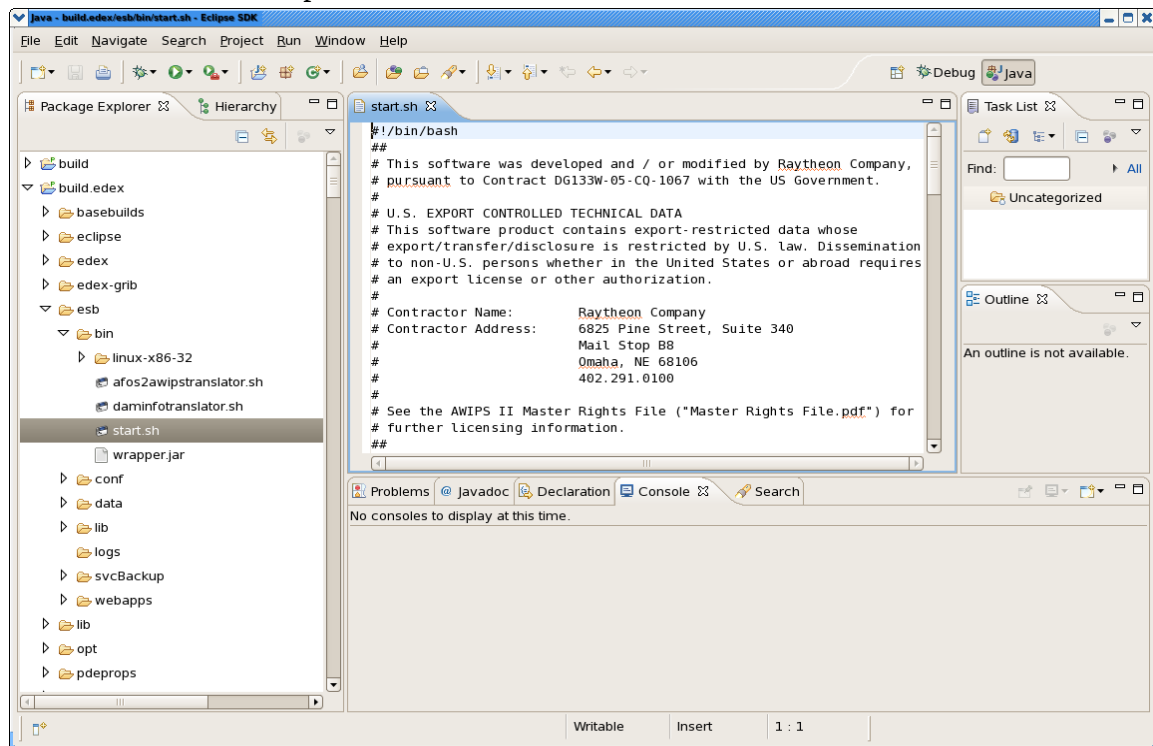 Java - build.edex/esb/bin/start.sh - Eclipse SDK
File Edit Navigate Search Project Run Window Help
Debug Java
Package Explorer Hierarchy
build
build.edex
basebuilds
eclipse
edex
edex-grib
esb
bin
linux-x86-32
afos2awipstranslator.sh
daminfotranslator.sh
start.sh
wrapper.jar
conf
data
lib
logs
svcBackup
webapps
lib
opt
pdeprops
start.sh
#!/bin/bash
##
# This software was developed and / or modified by Raytheon Company,
# pursuant to Contract DG133W-05-CQ-1067 with the US Government.
#
# U.S. EXPORT CONTROLLED TECHNICAL DATA
# This software product contains export-restricted data whose
# export/transfer/disclosure is restricted by U.S. law. Dissemination
# to non-U.S. persons whether in the United States or abroad requires
# an export license or other authorization.
#
# Contractor Name: Raytheon Company
# Contractor Address: 6825 Pine Street, Suite 340
# Mail Stop B8
# Omaha, NE 68106
# 402.291.0100
#
# See the AWIPS II Master Rights File ("Master Rights File.pdf") for
# further licensing information.
##
Task List
Find: All
Uncategorized
Outline
An outline is not available.
Problems @ Javadoc Declaration Console Search
No consoles to display at this time.
Writable Insert 1 : 1